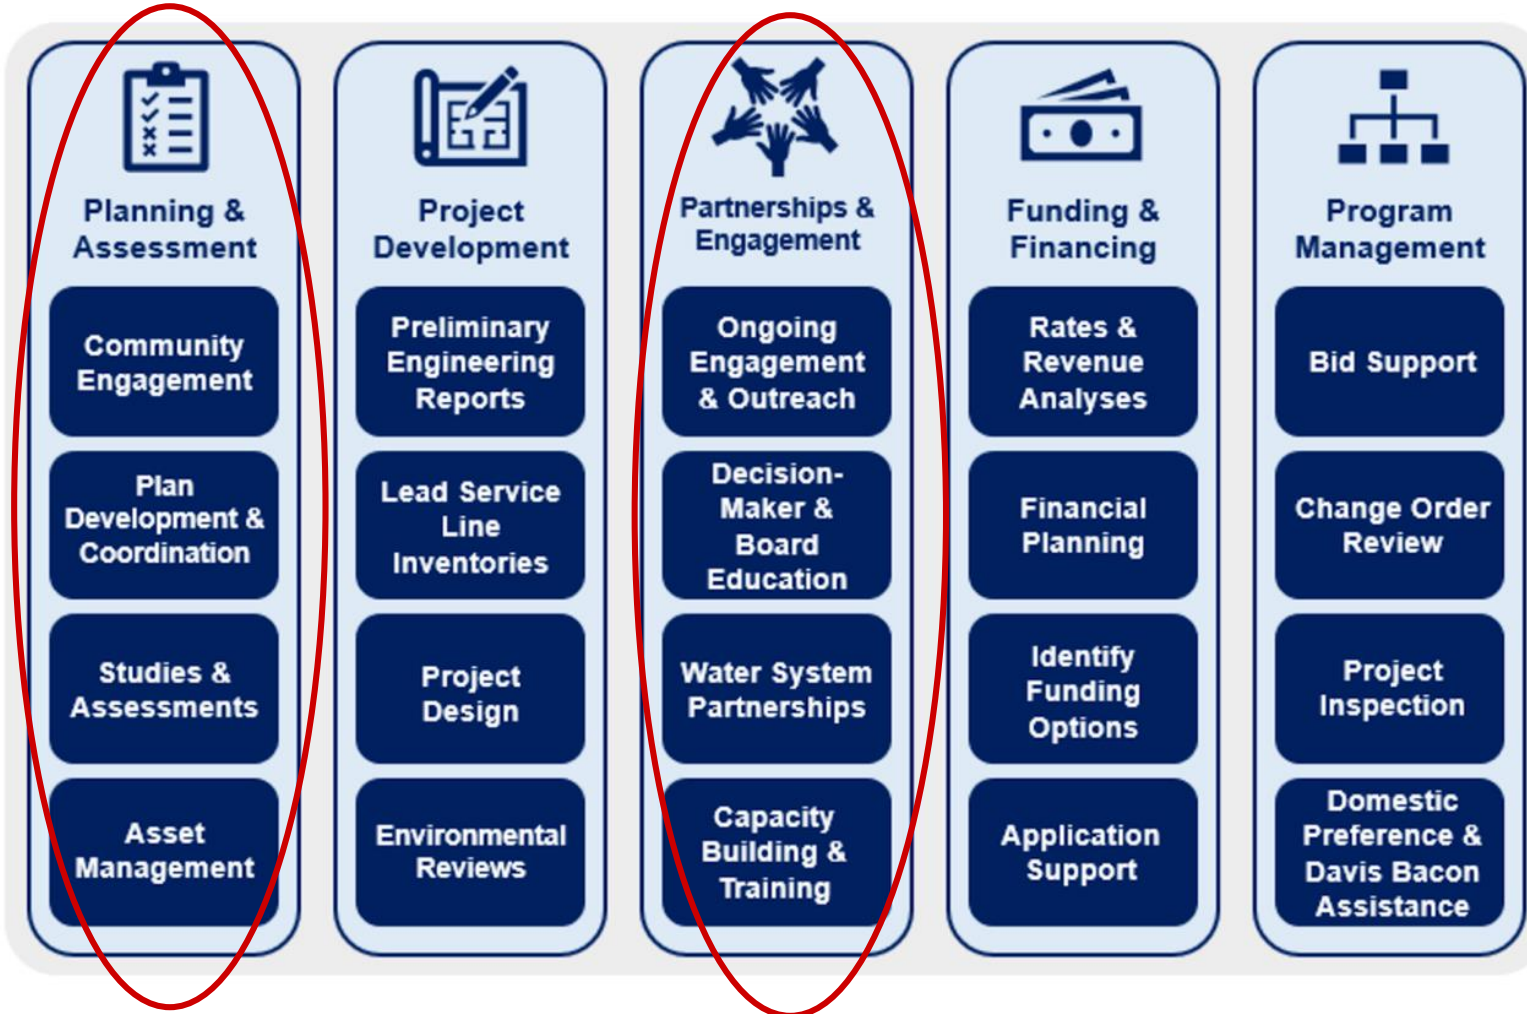 Planning &
Assessment
Community
Engagement
Plan
Development &
Coordination
Studies &
Assessments
Asset
Management
Project
Development
Preliminary
Engineering
Reports
Lead Service
Line
Inventories
Project
Design
Environmental
Reviews
Partnerships &
Engagement
Ongoing
Engagement
& Outreach
Decision-
Maker &
Board
Education
Water System
Partnerships
Capacity
Building &
Training
Funding &
Financing
Rates &
Revenue
Analyses
Financial
Planning
Identify
Funding
Options
Application
Support
Program
Management
Bid Support
Change Order
Review
Project
Inspection
Domestic
Preference &
Davis Bacon
Assistance